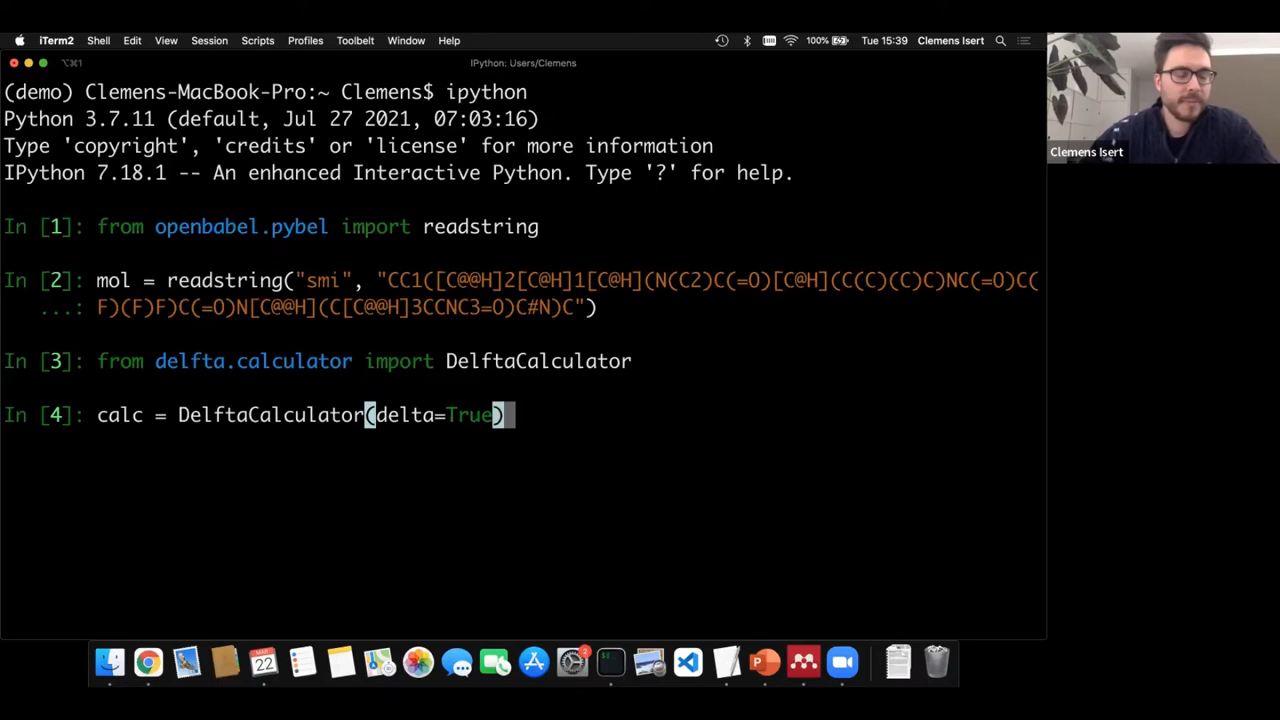 iTerm2 Shell Edit View Session Scripts Profiles Toolbelt Window Help 100% Tue 15:39 Clemens Isert
⌥⌘1 IPython: Users/Clemens
(demo) Clemens-MacBook-Pro:~ Clemens$ ipython
Python 3.7.11 (default, Jul 27 2021, 07:03:16)
Type 'copyright', 'credits' or 'license' for more information
IPython 7.18.1 -- An enhanced Interactive Python. Type '?' for help.
In [1]: from openbabel.pybel import readstring
In [2]: mol = readstring("smi", "CC1([C@@H]2[C@H]1[C@H](N(C2)C(=O)[C@H](C(C)(C)C)NC(=O)C(
...: F)(F)F)C(=O)N[C@@H](C[C@@H]3CCNC3=O)C#N)C")
In [3]: from delfta.calculator import DelftaCalculator
In [4]: calc = DelftaCalculator(delta=True)
Clemens Isert
22
2